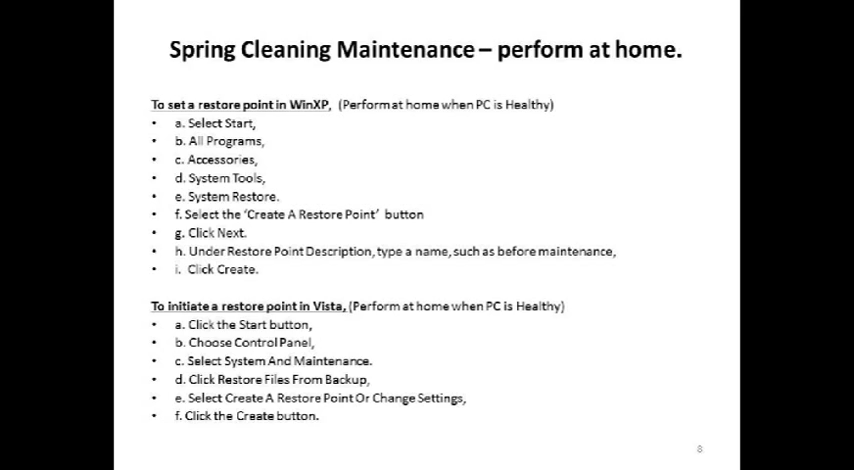 Spring Cleaning Maintenance – perform at home.
To set a restore point in WinXP, (Perform at home when PC is Healthy)
• a. Select Start,
• b. All Programs,
• c. Accessories,
• d. System Tools,
• e. System Restore.
• f. Select the 'Create A Restore Point' button
• g. Click Next.
• h. Under Restore Point Description, type a name, such as before maintenance,
• i. Click Create.
To initiate a restore point in Vista, (Perform at home when PC is Healthy)
• a. Click the Start button,
• b. Choose Control Panel,
• c. Select System And Maintenance.
• d. Click Restore Files From Backup,
• e. Select Create A Restore Point Or Change Settings,
• f. Click the Create button.
8